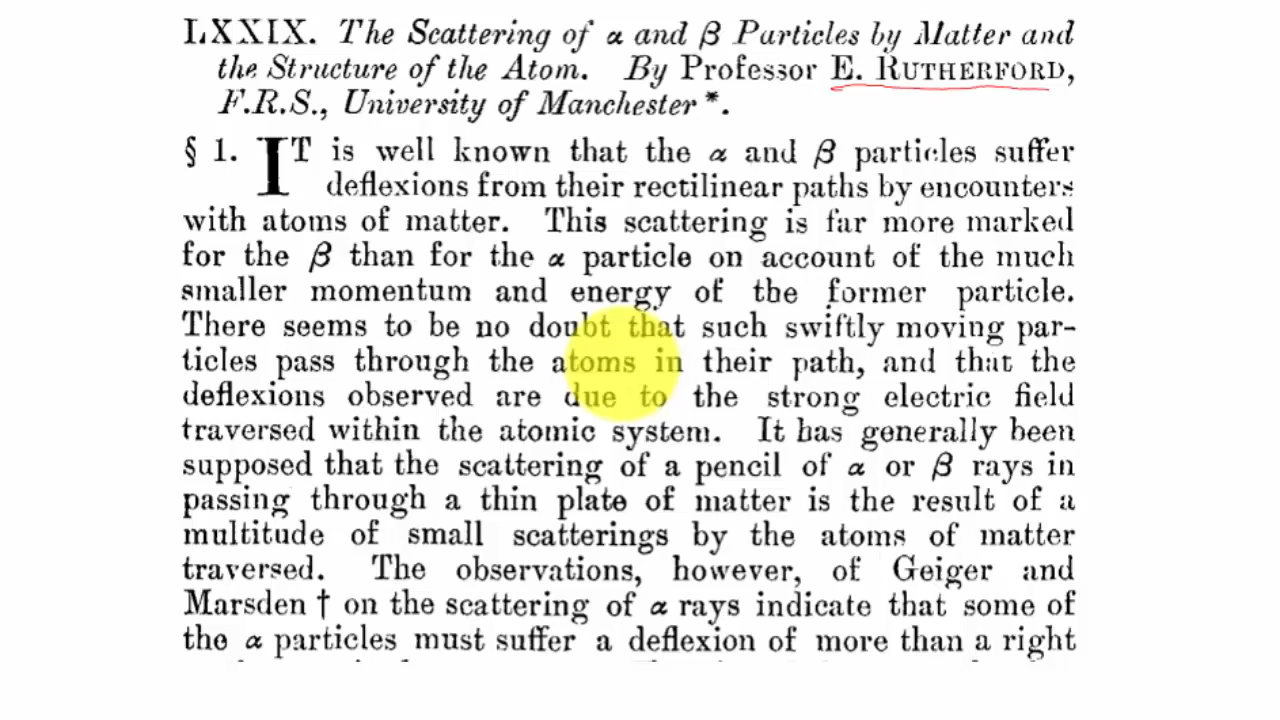 LXXIX. The Scattering of α and β Particles by Matter and
the Structure of the Atom. By Professor E. RUTHERFORD,
F.R.S., University of Manchester *.
§ 1. IT is well known that the α and β particles suffer
deflexions from their rectilinear paths by encounters
with atoms of matter. This scattering is far more marked
for the β than for the α particle on account of the much
smaller momentum and energy of the former particle.
There seems to be no doubt that such swiftly moving par-
ticles pass through the atoms in their path, and that the
deflexions observed are due to the strong electric field
traversed within the atomic system. It has generally been
supposed that the scattering of a pencil of α or β rays in
passing through a thin plate of matter is the result of a
multitude of small scatterings by the atoms of matter
traversed. The observations, however, of Geiger and
Marsden † on the scattering of α rays indicate that some of
the α particles must suffer a deflexion of more than a right